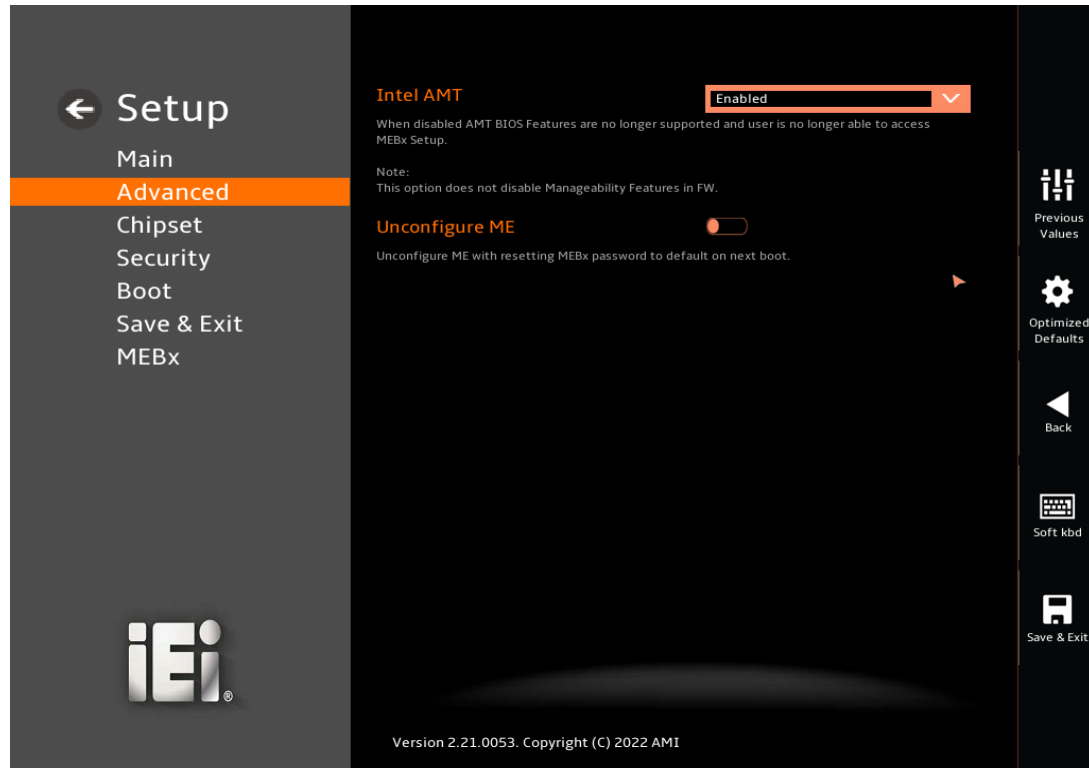 Setup
Main
Advanced
Chipset
Security
Boot
Save & Exit
MEBx
iEi
®
Intel AMT
Enabled
When disabled AMT BIOS Features are no longer supported and user is no longer able to access
MEBx Setup.
Note:
This option does not disable Manageability Features in FW.
Unconfigure ME
Unconfigure ME with resetting MEBx password to default on next boot.
Version 2.21.0053. Copyright (C) 2022 AMI
Previous
Values
Optimized
Defaults
Back
Soft kbd
Save & Exit